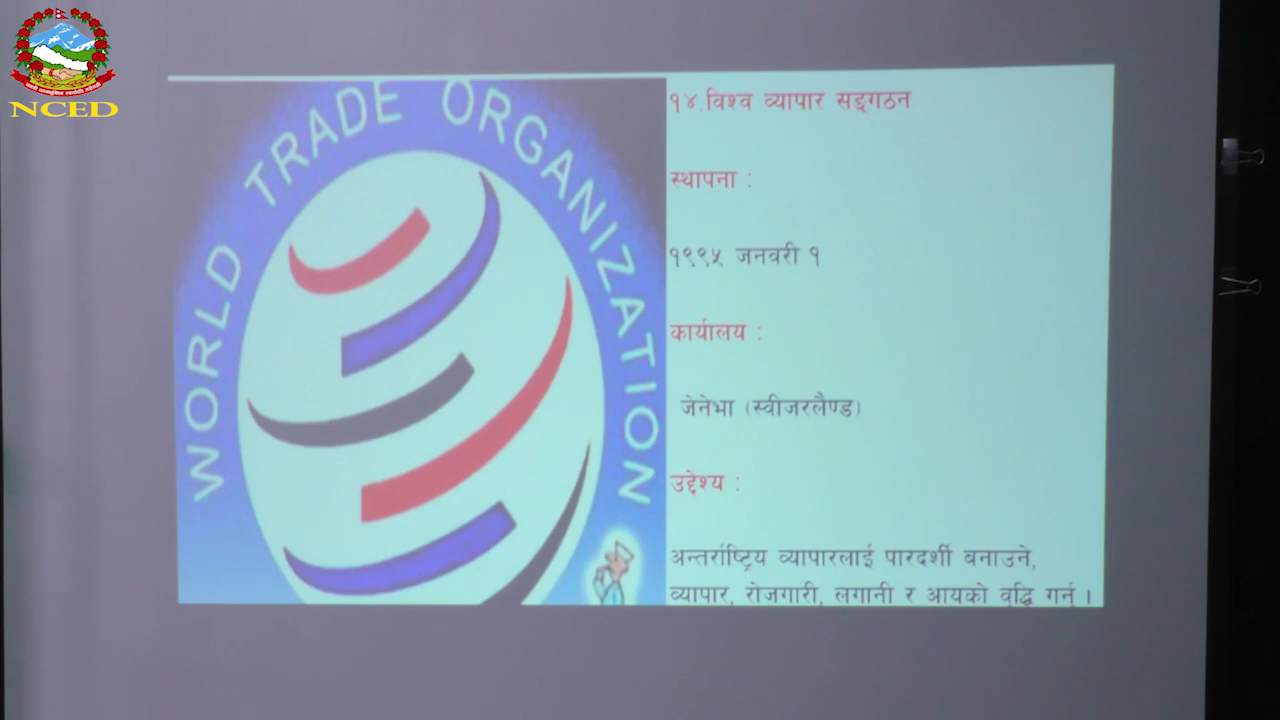 NCED
WORLD TRADE ORGANIZATION
१४.विश्व व्यापार सङ्गठन
स्थापना :
१९९५ जनवरी १
कार्यालय :
जेनेभा (स्वीजरलैण्ड)
उद्देश्य :
अन्तर्राष्ट्रिय व्यापारलाई पारदर्शी बनाउने,
व्यापार, रोजगारी, लगानी र आयको वृद्धि गर्नु ।